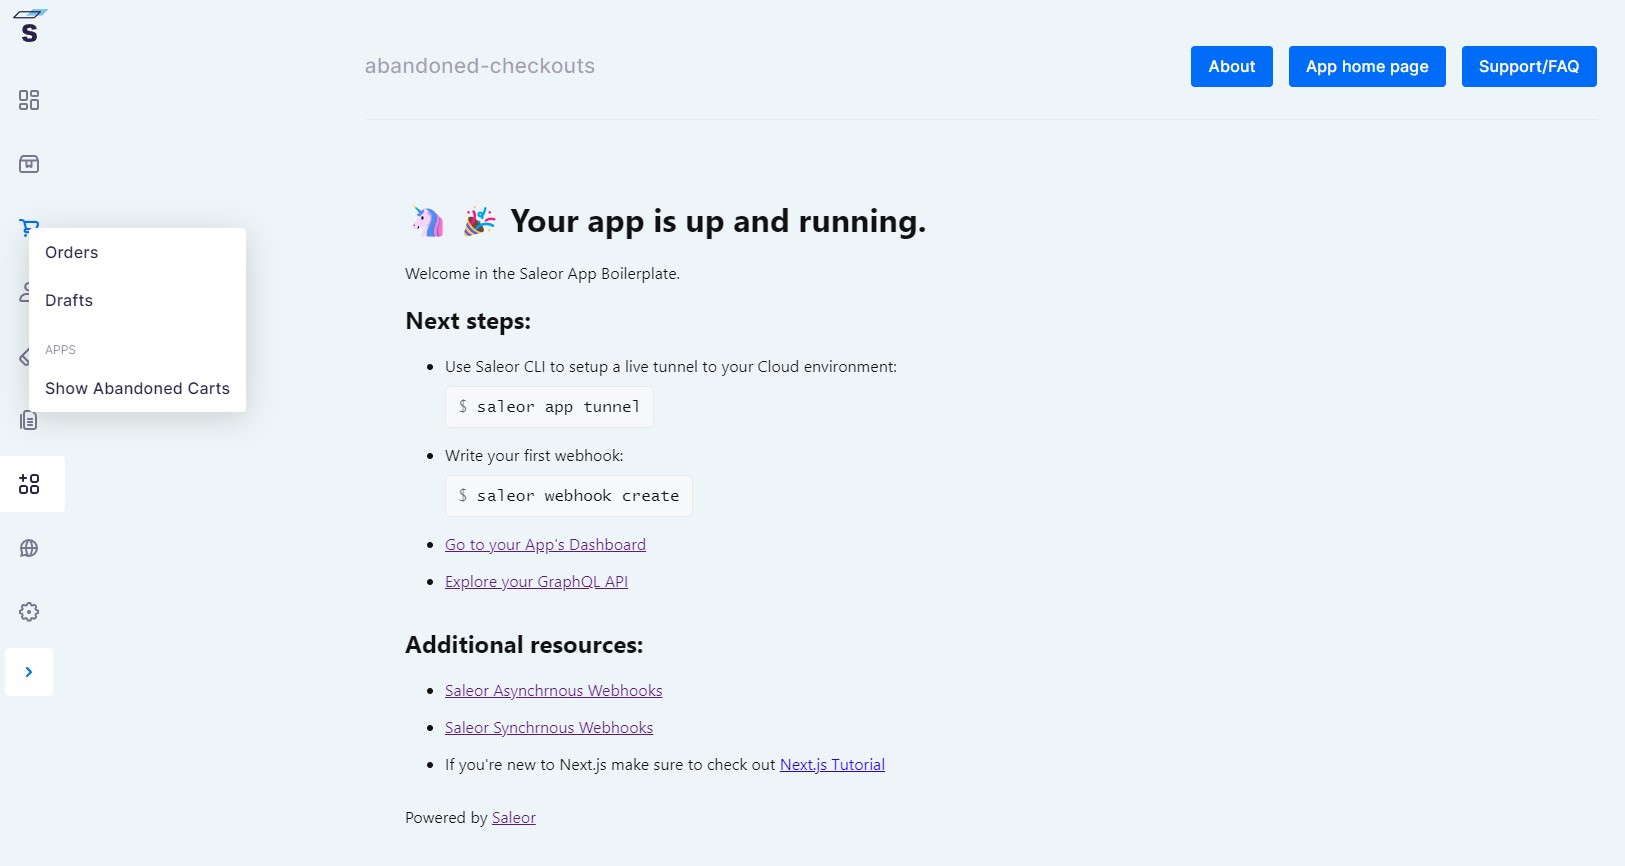 S
abandoned-checkouts
About
App home page
Support/FAQ
Orders
Drafts
APPS
Show Abandoned Carts
Your app is up and running.
Welcome in the Saleor App Boilerplate.
Next steps:
Use Saleor CLI to setup a live tunnel to your Cloud environment:
$ saleor app tunnel
Write your first webhook:
$ saleor webhook create
Go to your App's Dashboard
Explore your GraphQL API
Additional resources:
Saleor Asynchrnous Webhooks
Saleor Synchrnous Webhooks
If you're new to Next.js make sure to check out Next.js Tutorial
Powered by Saleor